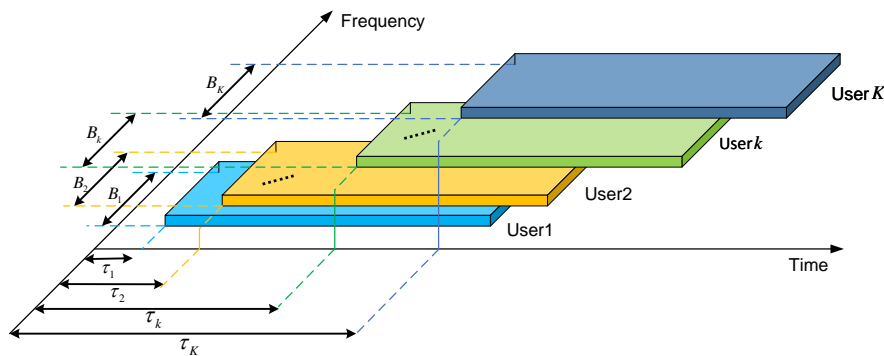 Frequency
B_K
User K
B_k
User k
B_2
B_1
User2
User1
Time
τ_1
τ_2
τ_k
τ_K